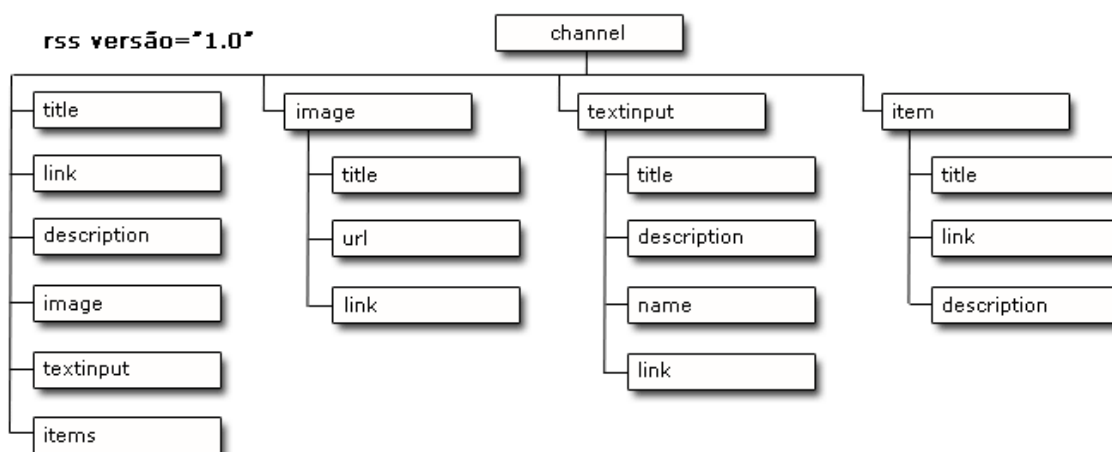 rss versão="1.0"
channel
title
link
description
image
textinput
items
image
title
url
link
textinput
title
description
name
link
item
title
link
description